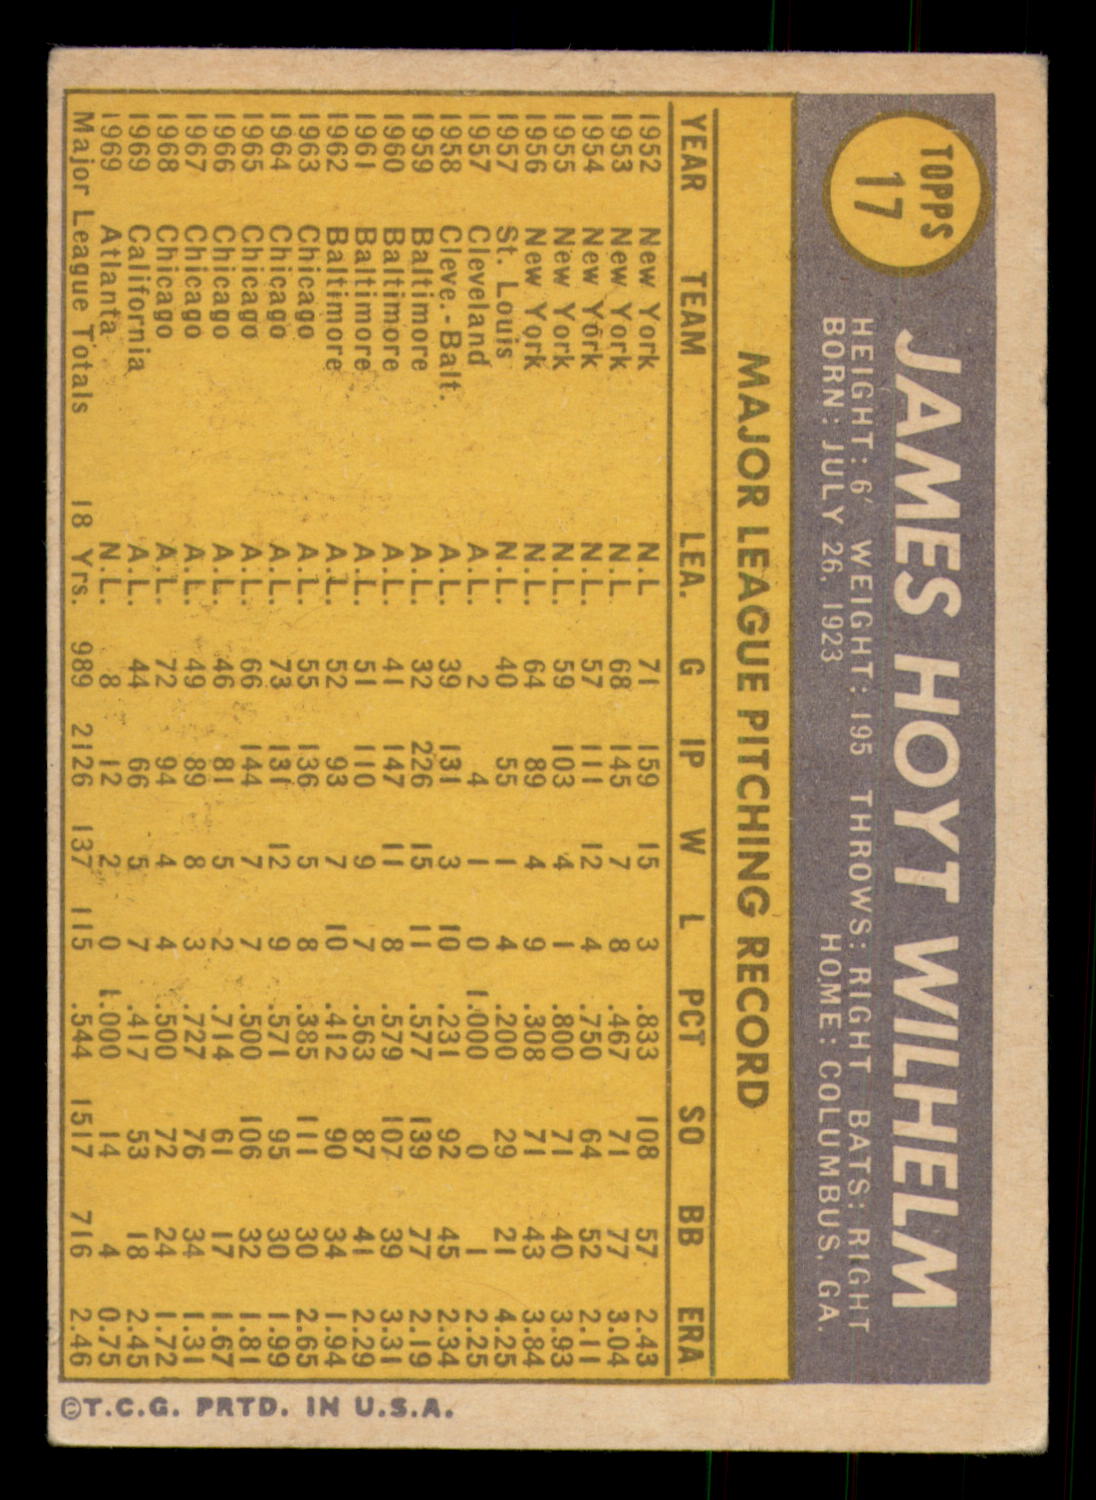 TOPPS
17
JAMES HOYT WILHELM
HEIGHT: 6' WEIGHT: 195 THROWS: RIGHT BATS: RIGHT
BORN: JULY 26, 1923 HOME: COLUMBUS, GA.
MAJOR LEAGUE PITCHING RECORD
YEAR TEAM LEA. G IP W L PCT SO BB ERA
1952 New York N.L 71 159 15 3 .833 108 57 2.43
1953 New York N.L 68 145 7 8 .467 71 77 3.04
1954 New York N.L. 57 111 12 4 .750 64 52 2.11
1955 New York N.L. 59 103 4 1 .800 71 40 3.93
1956 New York N.L. 64 89 4 9 .308 71 43 3.84
1957 St. Louis N.L. 40 55 1 4 .200 29 21 4.25
1957 Cleveland A.L. 2 4 1 0 1.000 0 1 2.25
1958 Cleve.-Balt. A.L. 39 131 3 10 .231 92 45 2.34
1959 Baltimore A.L. 32 226 15 11 .577 139 77 2.19
1960 Baltimore A.L. 41 147 11 8 .579 107 39 3.31
1961 Baltimore A.L. 51 110 9 7 .563 87 41 2.29
1962 Baltimore A.L. 52 93 7 10 .412 90 34 1.94
1963 Chicago A.L. 55 136 5 8 .385 111 30 2.65
1964 Chicago A.L. 73 131 12 9 .571 95 30 1.99
1965 Chicago A.L. 66 144 7 7 .500 106 32 1.81
1966 Chicago A.L. 46 81 5 2 .714 61 17 1.67
1967 Chicago A.L. 49 89 8 3 .727 76 34 1.31
1968 Chicago A.L. 72 94 4 4 .500 72 24 1.72
1969 California A.L. 44 66 5 7 .417 53 18 2.45
1969 Atlanta N.L. 8 12 2 0 1.000 14 4 0.75
Major League Totals 18 Yrs. 989 2126 137 115 .544 1517 716 2.46
©T.C.G. PRTD. IN U.S.A.